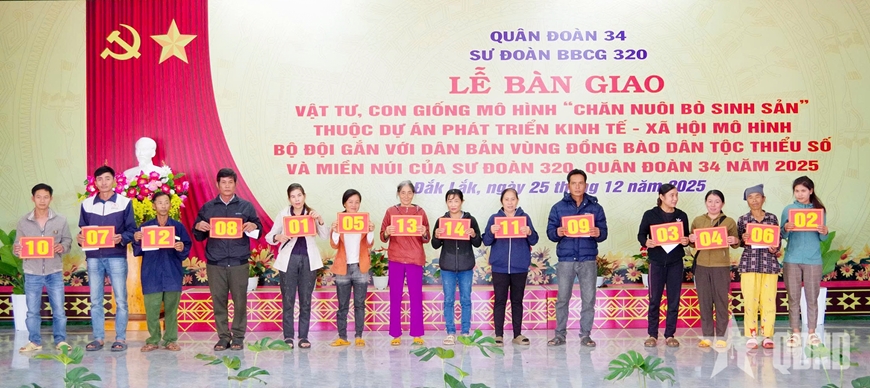 QUÂN ĐOÀN 34
SƯ ĐOÀN BBCG 320
LỄ BÀN GIAO
VẬT TƯ, CON GIỐNG MÔ HÌNH “CHĂN NUÔI BÒ SINH SẢN”
THUỘC DỰ ÁN PHÁT TRIỂN KINH TẾ - XÃ HỘI MÔ HÌNH
BỘ ĐỘI GẮN VỚI DÂN BẢN VÙNG ĐỒNG BÀO DÂN TỘC THIỂU SỐ
VÀ MIỀN NÚI CỦA SƯ ĐOÀN 320, QUÂN ĐOÀN 34 NĂM 2025
Đắk Lắk, ngày 25 tháng 12 năm 2025
10 07 12 08 01 05 13 14 11 09 03 04 06 02
QĐND